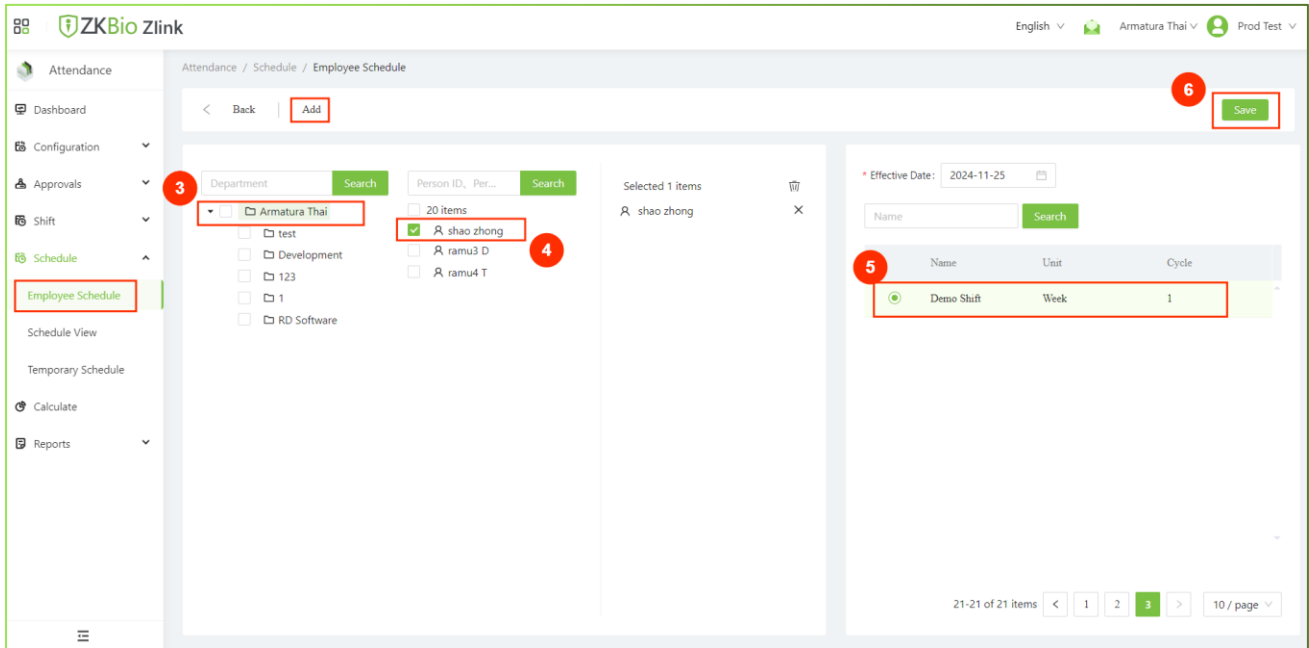 ZKBio Zlink
English
Armatura Thai
Prod Test
Attendance
Dashboard
Configuration
Approvals
Shift
Schedule
Employee Schedule
Schedule View
Temporary Schedule
Calculate
Reports
Attendance / Schedule / Employee Schedule
< Back | Add
6
Save
3
Department
Search
Armatura Thai
test
Development
123
1
RD Software
Person ID、Per...
Search
20 items
shao zhong
ramu3 D
ramu4 T
4
Selected 1 items
shao zhong
* Effective Date: 2024-11-25
Name
Search
5
Name Unit Cycle
Demo Shift Week 1
21-21 of 21 items < 1 2 3 > 10 / page